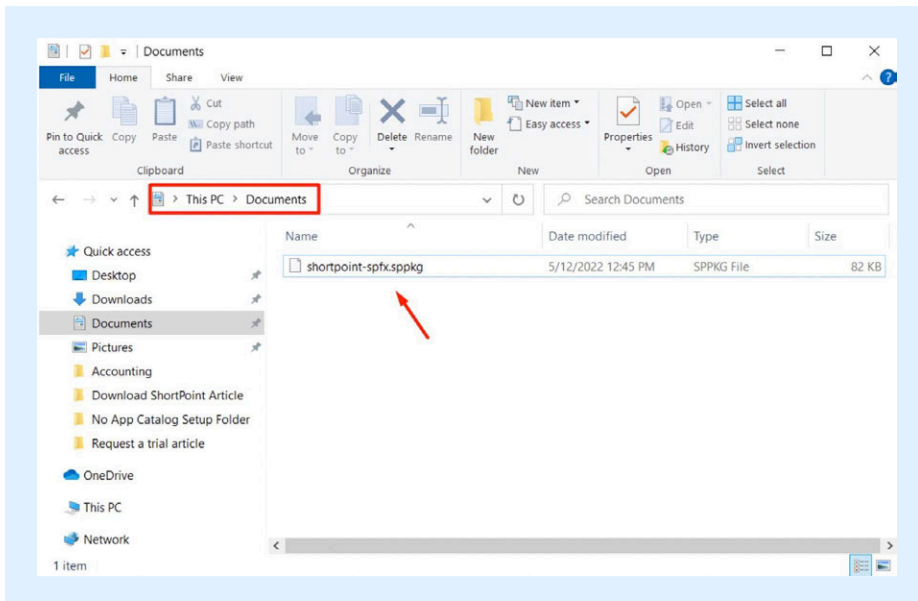 Documents
File Home Share View
Pin to Quick access
Copy
Paste
Cut
Copy path
Paste shortcut
Clipboard
Move to
Copy to
Delete
Rename
Organize
New folder
New item
Easy access
New
Properties
Open
Edit
History
Open
Select all
Select none
Invert selection
Select
This PC > Documents
Search Documents
Name Date modified Type Size
shortpoint-spfx.sppkg 5/12/2022 12:45 PM SPPKG File 82 KB
Quick access
Desktop
Downloads
Documents
Pictures
Accounting
Download ShortPoint Article
No App Catalog Setup Folder
Request a trial article
OneDrive
This PC
Network
1 item